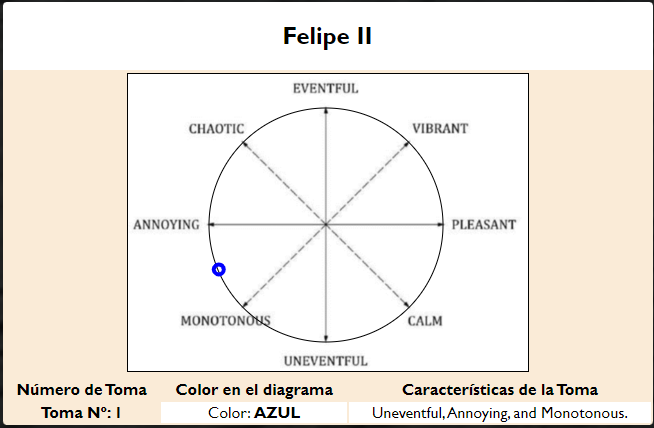 Felipe II
EVENTFUL
CHAOTIC
VIBRANT
ANNOYING
PLEASANT
MONOTONOUS
CALM
UNEVENTFUL
Número de Toma Color en el diagrama Características de la Toma
Toma Nº: 1 Color: AZUL Uneventful, Annoying, and Monotonous.